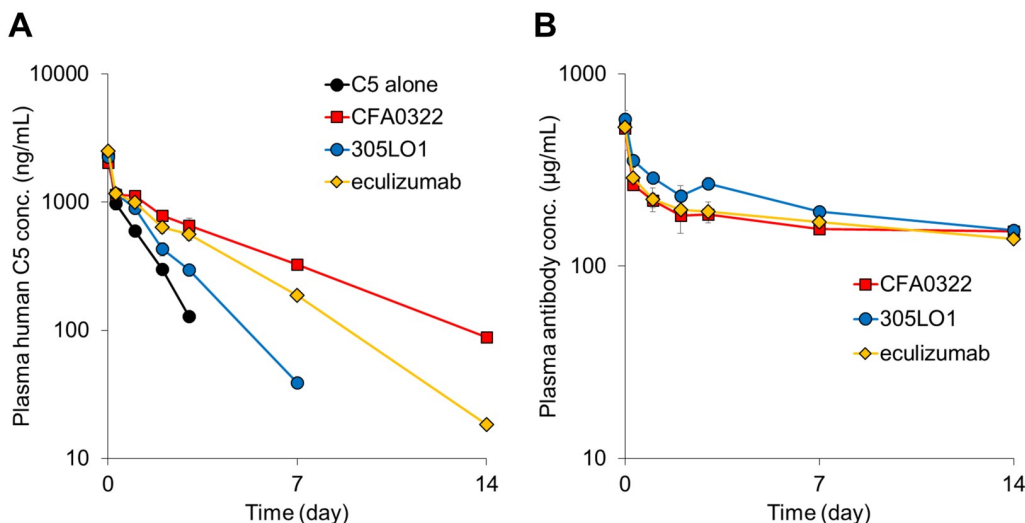 A
Plasma human C5 conc. (ng/mL)
10000
1000
100
10
0
7
14
Time (day)
C5 alone
CFA0322
305LO1
eculizumab
B
Plasma antibody conc. (µg/mL)
1000
100
10
0
7
14
Time (day)
CFA0322
305LO1
eculizumab